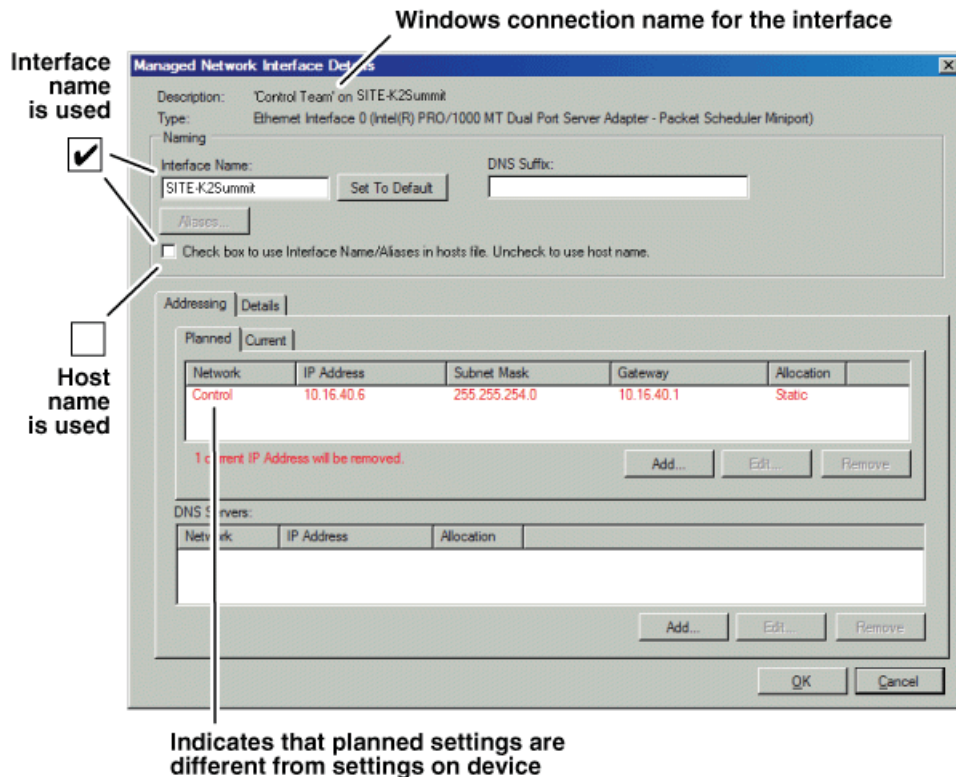 Windows connection name for the interface
Interface
name
is used
Managed Network Interface Details
Description: 'Control Team' on SITE-K2Summit
Type: Ethernet Interface 0 (Intel(R) PRO/1000 MT Dual Port Server Adapter - Packet Scheduler Miniport)
Naming
Interface Name: DNS Suffix:
SITE-K2Summit Set To Default
Aliases...
Check box to use Interface Name/Aliases in hosts file. Uncheck to use host name.
Host
name
is used
Addressing Details
Planned Current
Network IP Address Subnet Mask Gateway Allocation
Control 10.16.40.6 255.255.254.0 10.16.40.1 Static
1 current IP Address will be removed.
Add... Edit... Remove
DNS Servers:
Network IP Address Allocation
Add... Edit... Remove
OK Cancel
Indicates that planned settings are
different from settings on device